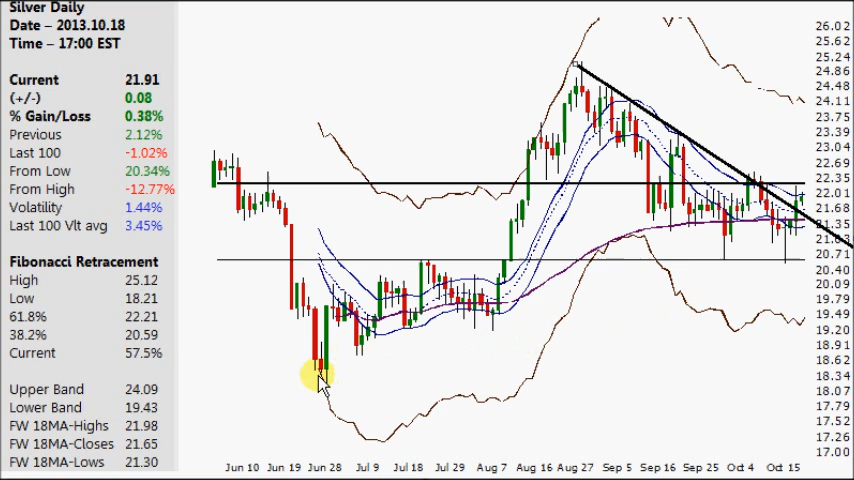 Silver Daily
Date – 2013.10.18
Time – 17:00 EST
Current 21.91
(+/-) 0.08
% Gain/Loss 0.38%
Previous 2.12%
Last 100 -1.02%
From Low 20.34%
From High -12.77%
Volatility 1.44%
Last 100 Vlt avg 3.45%
Fibonacci Retracement
High 25.12
Low 18.21
61.8% 22.21
38.2% 20.59
Current 57.5%
Upper Band 24.09
Lower Band 19.43
FW 18MA-Highs 21.98
FW 18MA-Closes 21.65
FW 18MA-Lows 21.30
26.02
25.62
25.24
24.86
24.48
24.11
23.75
23.39
23.04
22.69
22.35
22.01
21.68
21.35
20.71
20.40
20.09
19.79
19.49
19.20
18.91
18.62
18.34
18.07
17.79
17.52
17.26
17.00
Jun 10 Jun 19 Jun 28 Jul 9 Jul 18 Jul 29 Aug 7 Aug 16 Aug 27 Sep 5 Sep 16 Sep 25 Oct 4 Oct 15